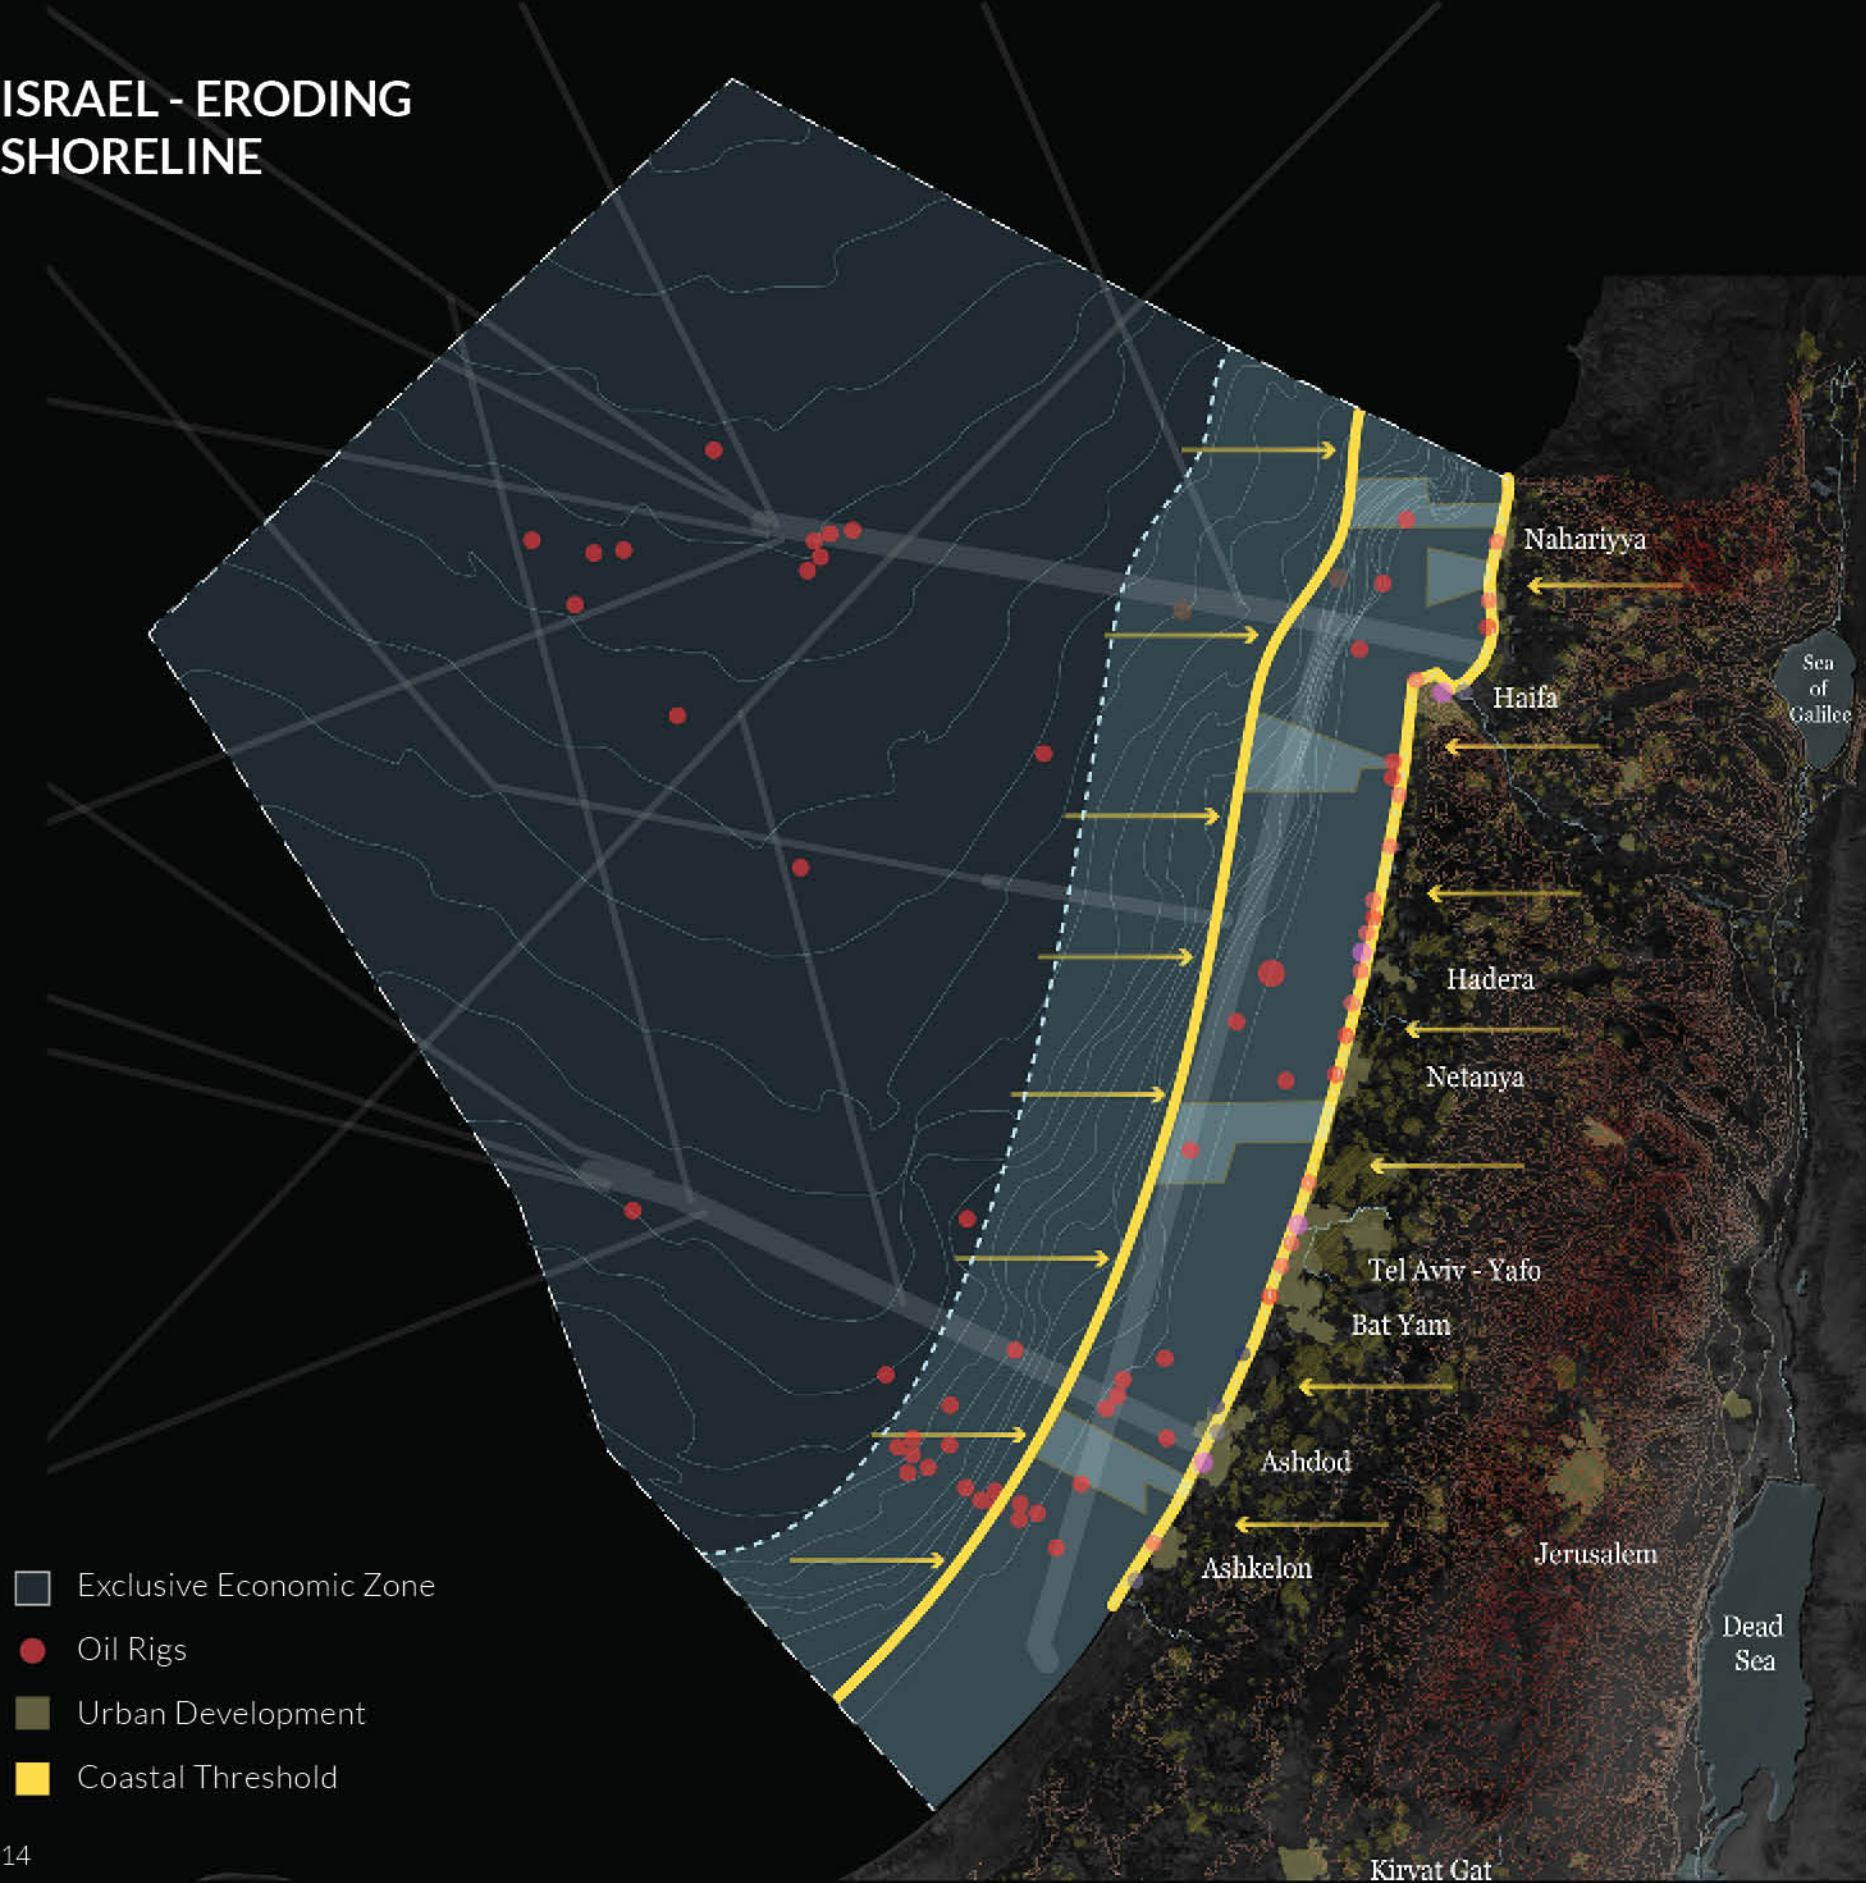 ISRAEL - ERODING
SHORELINE
Nahariyya
Sea
of
Galilee
Haifa
Hadera
Netanya
Tel Aviv - Yafo
Bat Yam
Ashdod
Jerusalem
Ashkelon
Dead
Sea
Exclusive Economic Zone
Oil Rigs
Urban Development
Coastal Threshold
14
Kiryat Gat